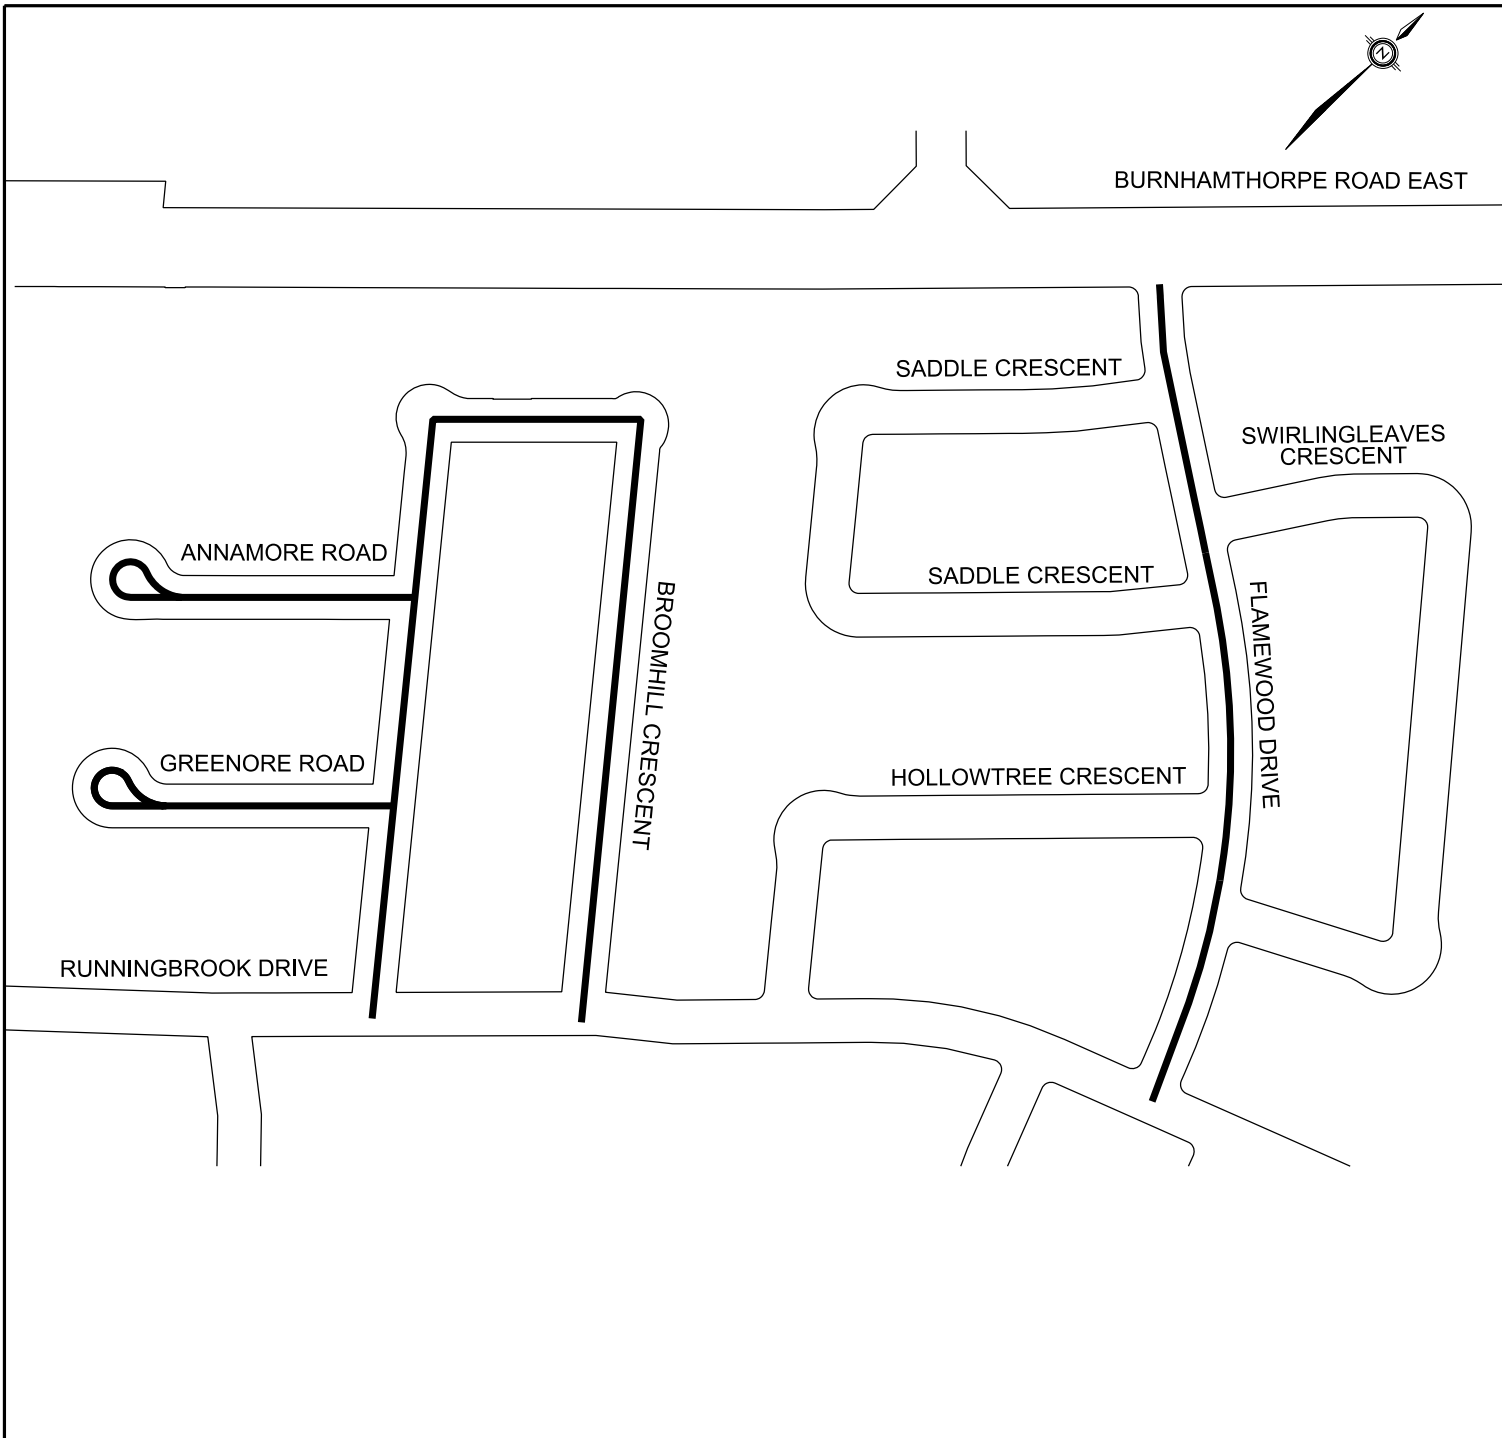 N
BURNHAMTHORPE ROAD EAST
SADDLE CRESCENT
SWIRLINGLEAVES
CRESCENT
ANNAMORE ROAD
SADDLE CRESCENT
BROOMHILL CRESCENT
FLAMEWOOD DRIVE
GREENORE ROAD
HOLLOWTREE CRESCENT
RUNNINGBROOK DRIVE